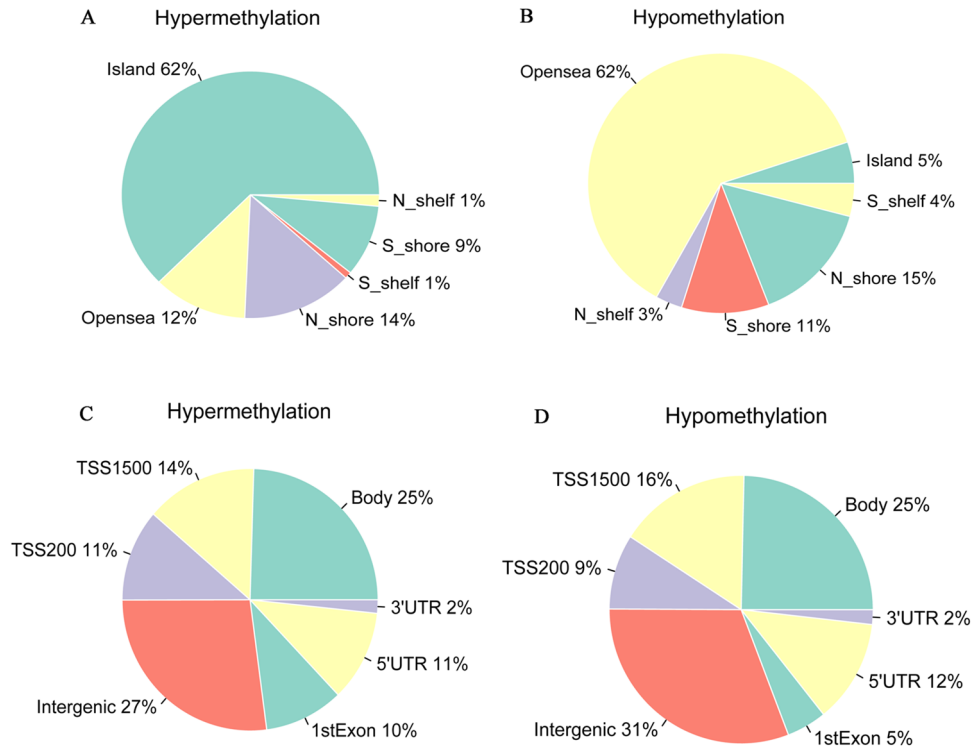 A Hypermethylation
Island 62%
N_shelf 1%
S_shore 9%
S_shelf 1%
Opensea 12%
N_shore 14%
B Hypomethylation
Opensea 62%
Island 5%
S_shelf 4%
N_shore 15%
N_shelf 3%
S_shore 11%
C Hypermethylation
TSS1500 14%
Body 25%
TSS200 11%
3'UTR 2%
5'UTR 11%
Intergenic 27%
1stExon 10%
D Hypomethylation
TSS1500 16%
Body 25%
TSS200 9%
3'UTR 2%
5'UTR 12%
Intergenic 31%
1stExon 5%